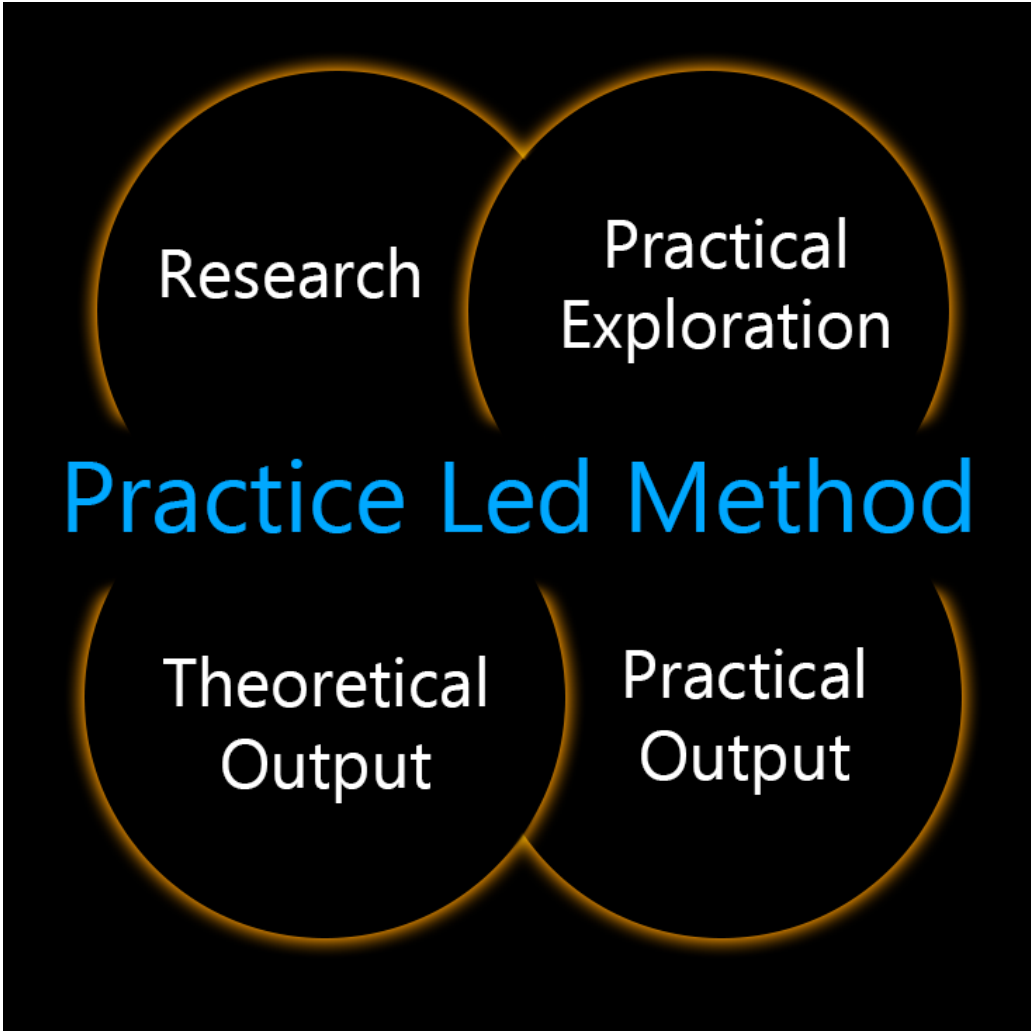 Research
Practical
Exploration
Practice Led Method
Theoretical
Output
Practical
Output